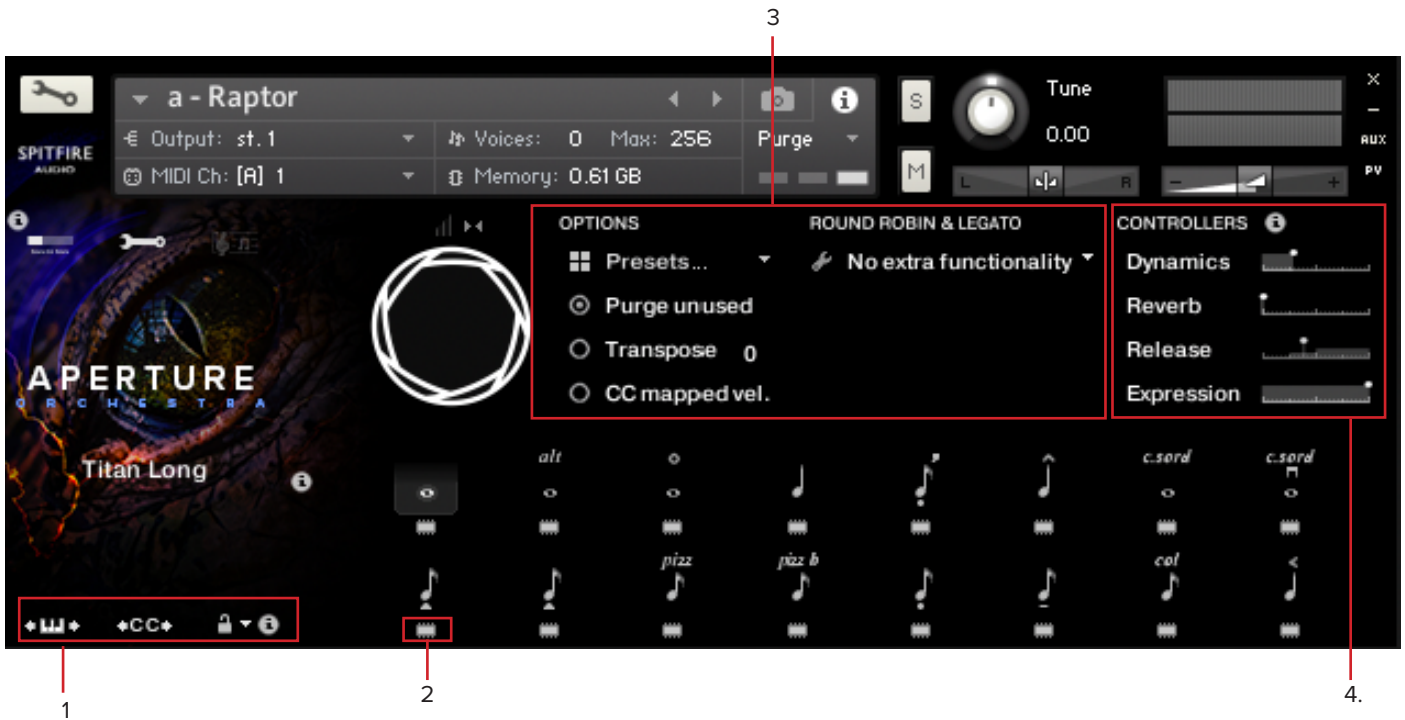 3
a - Raptor
S
Tune
×
–
Output: st.1
Voices: 0 Max: 256
Purge
0.00
AUX
SPITFIRE
AUDIO
MIDI Ch: [A] 1
Memory: 0.61 GB
M
L
R
–
+
PV
OPTIONS
ROUND ROBIN & LEGATO
CONTROLLERS
Presets...
No extra functionality
Dynamics
Purge unused
Reverb
Transpose 0
Release
CC mapped vel.
Expression
APERTURE
ORCHESTRA
Titan Long
alt
c.sord
c.sord
pizz
pizz b
col
CC
1
2
4.